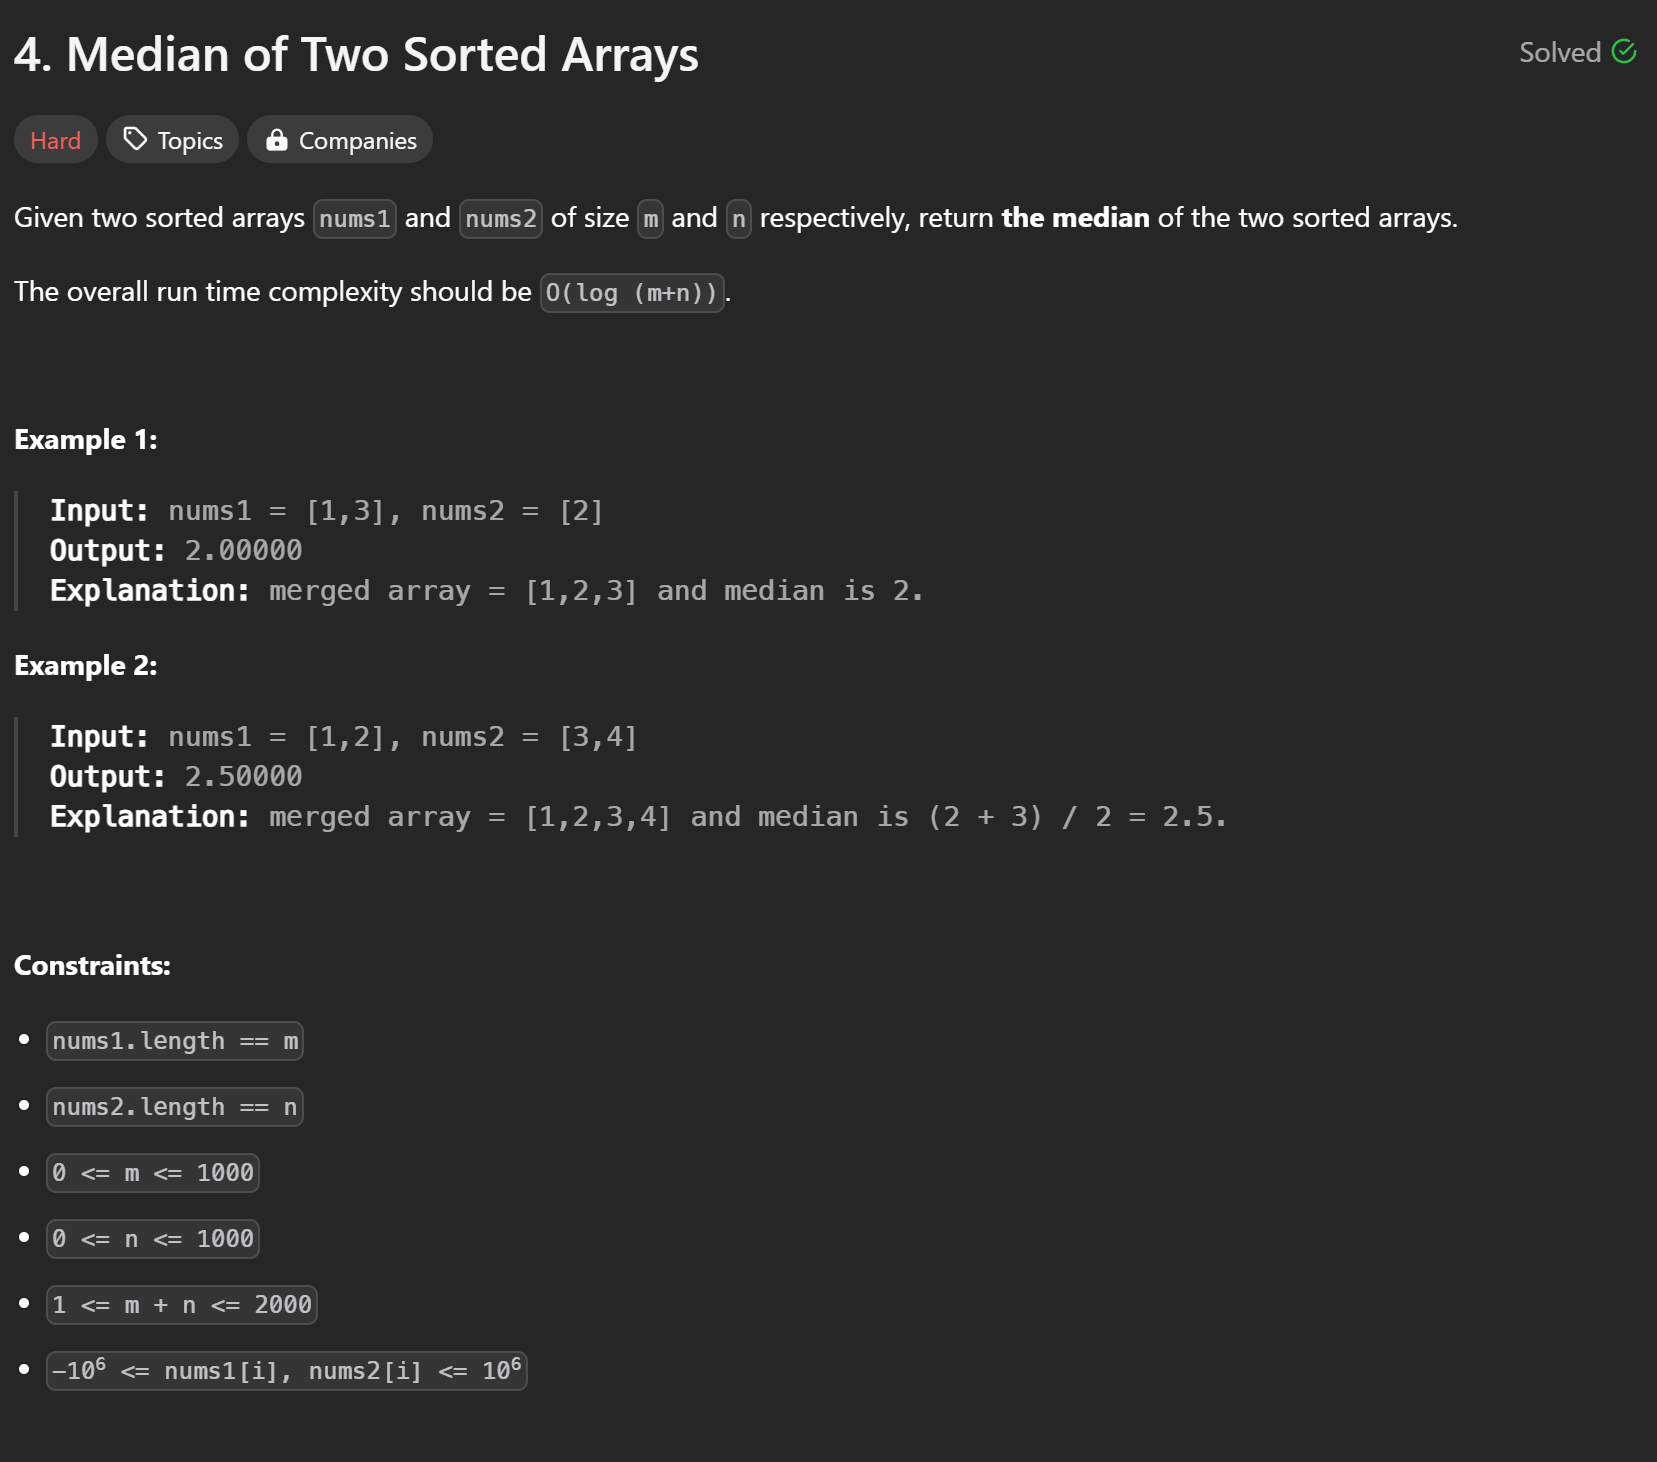 4. Median of Two Sorted Arrays
Solved
Hard Topics Companies
Given two sorted arrays nums1 and nums2 of size m and n respectively, return the median of the two sorted arrays.
The overall run time complexity should be O(log (m+n)).
Example 1:
Input: nums1 = [1,3], nums2 = [2]
Output: 2.00000
Explanation: merged array = [1,2,3] and median is 2.
Example 2:
Input: nums1 = [1,2], nums2 = [3,4]
Output: 2.50000
Explanation: merged array = [1,2,3,4] and median is (2 + 3) / 2 = 2.5.
Constraints:
• nums1.length == m
• nums2.length == n
• 0 <= m <= 1000
• 0 <= n <= 1000
• 1 <= m + n <= 2000
• −10⁶ <= nums1[i], nums2[i] <= 10⁶